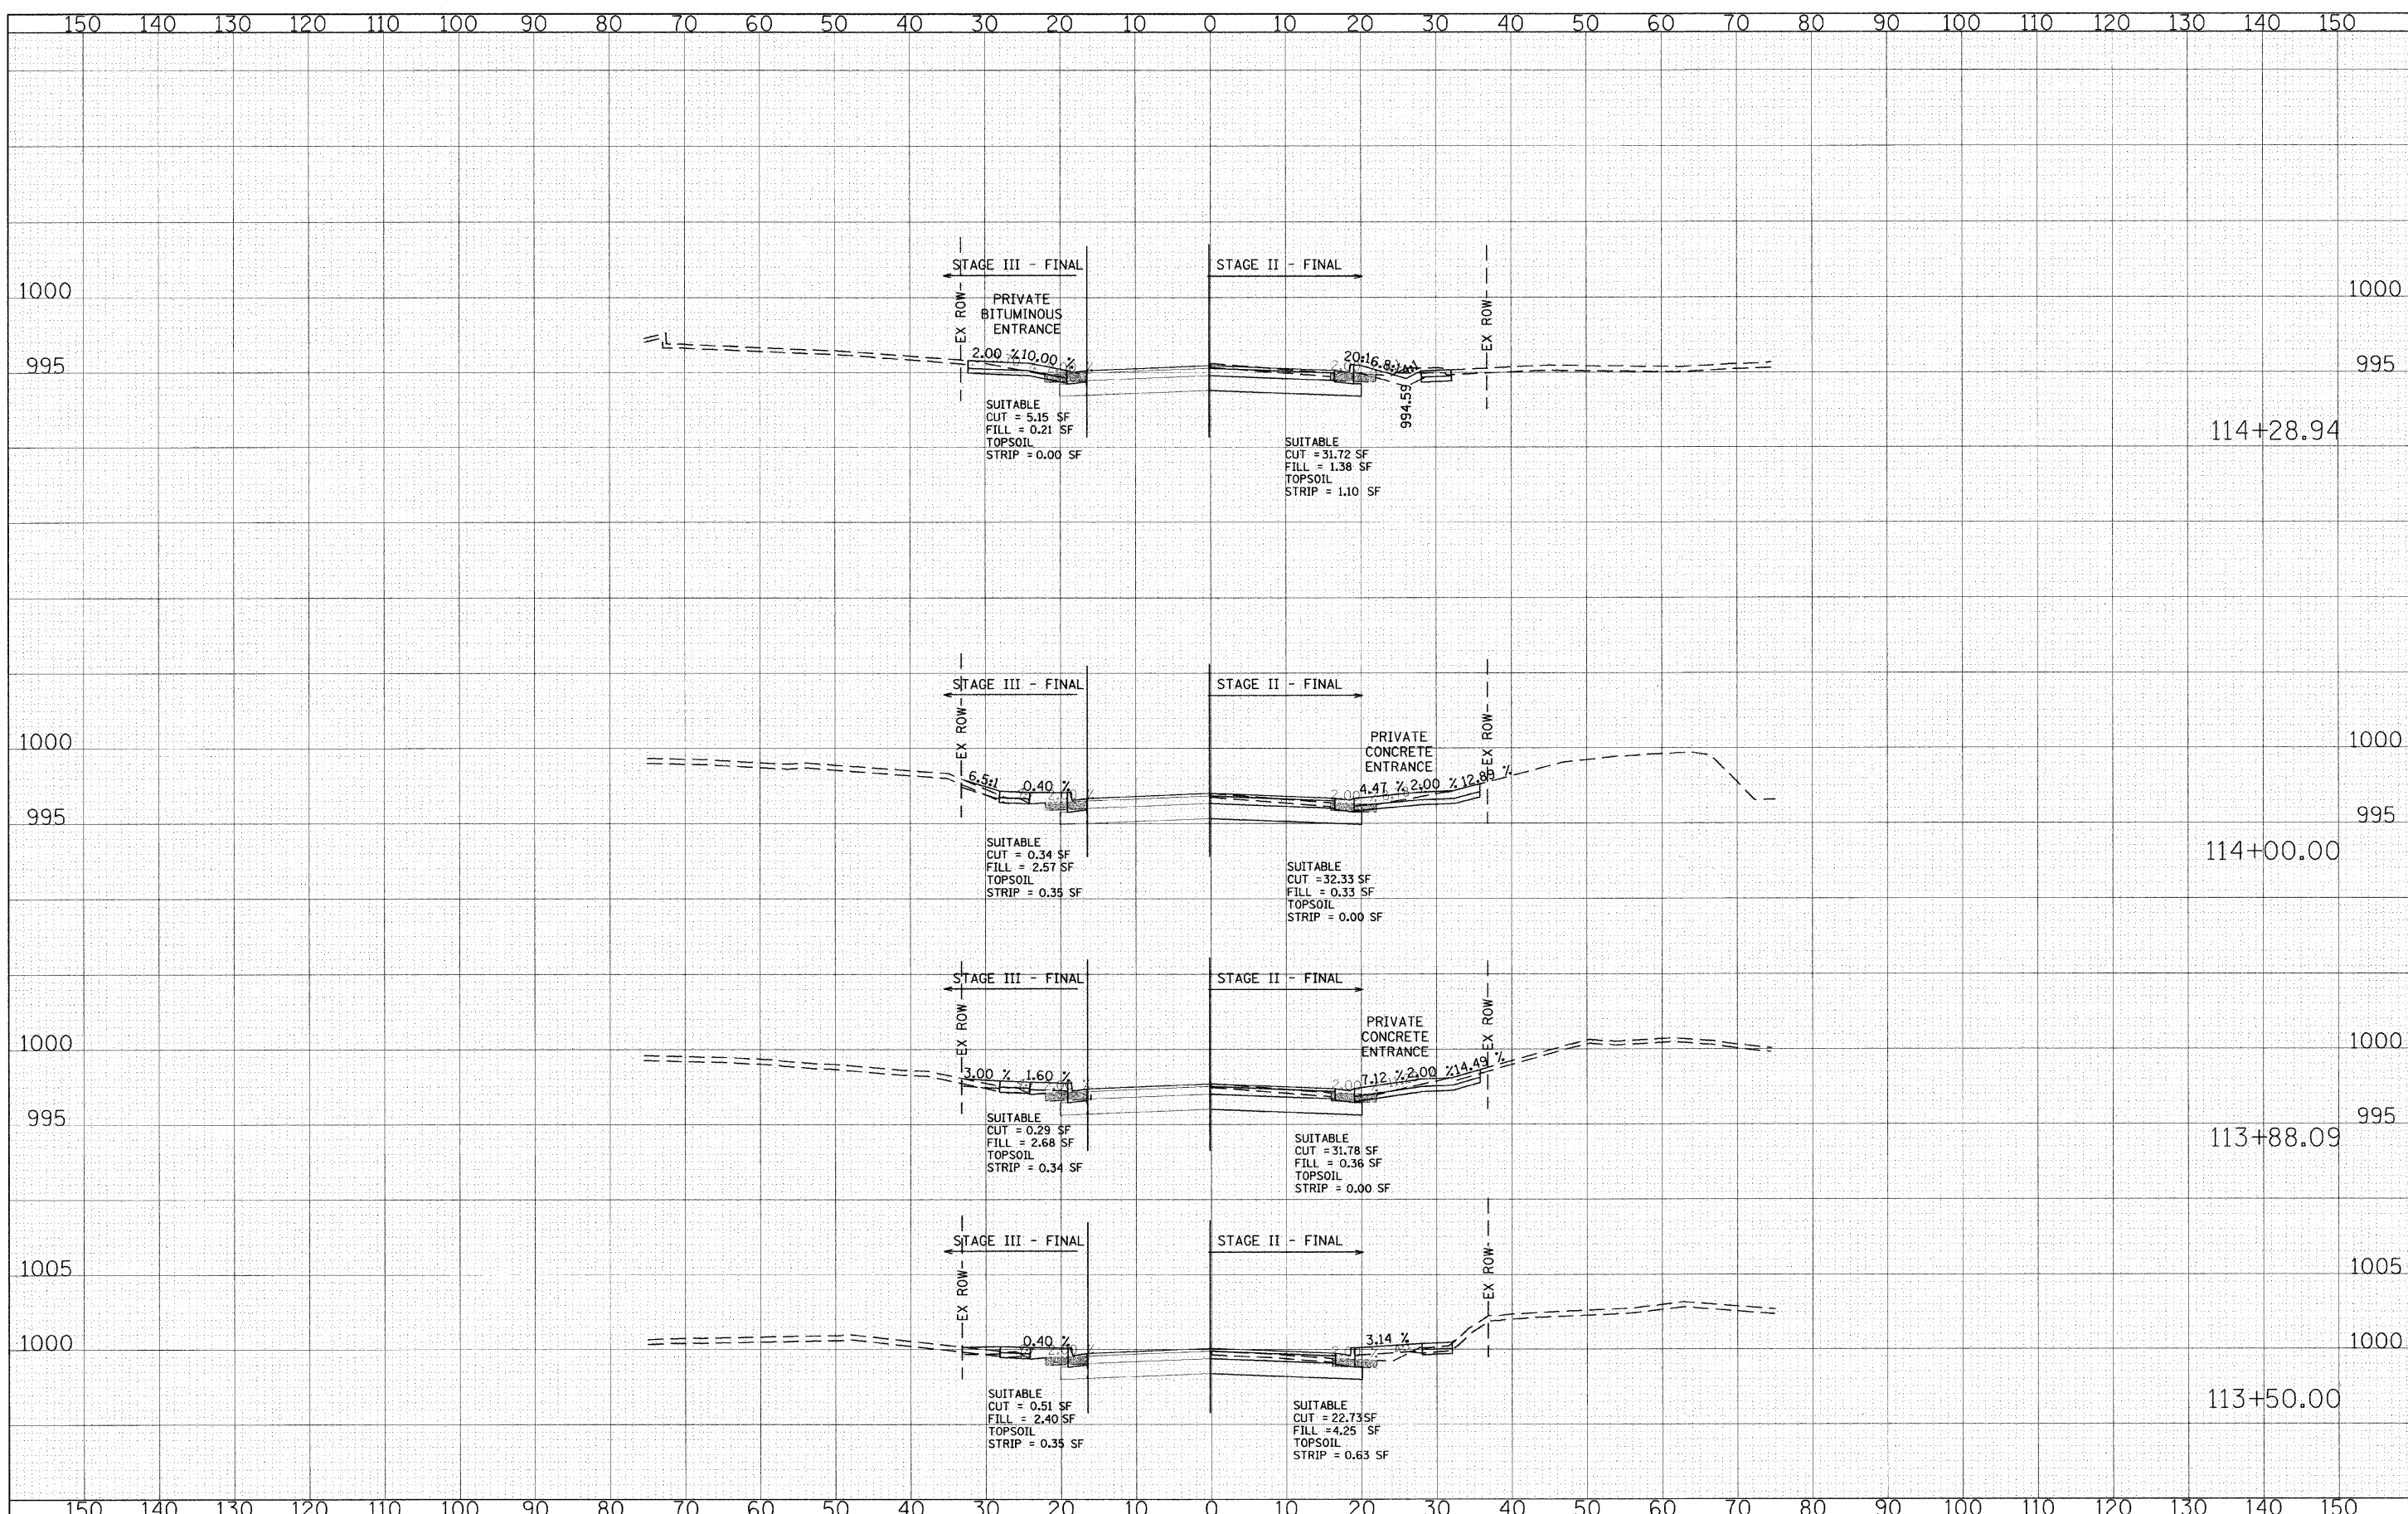 150 140 130 120 110 100 90 80 70 60 50 40 30 20 10 0 10 20 30 40 50 60 70 80 90 100 110 120 130 140 150
STAGE III - FINAL STAGE II - FINAL
EX ROW EX ROW
1000 1000
PRIVATE
BITUMINOUS
ENTRANCE
2.00 % 10.00 % 20:1 6.8:1
995 995
994.59
SUITABLE
CUT = 5.15 SF
FILL = 0.21 SF
TOPSOIL
STRIP = 0.00 SF
SUITABLE
CUT = 31.72 SF
FILL = 1.38 SF
TOPSOIL
STRIP = 1.10 SF
114+28.94
STAGE III - FINAL STAGE II - FINAL
EX ROW EX ROW
1000 1000
PRIVATE
CONCRETE
ENTRANCE
6.5:1 0.40 % 4.47 % 2.00 % 12.89 %
995 995
SUITABLE
CUT = 0.34 SF
FILL = 2.57 SF
TOPSOIL
STRIP = 0.35 SF
SUITABLE
CUT = 32.33 SF
FILL = 0.33 SF
TOPSOIL
STRIP = 0.00 SF
114+00.00
STAGE III - FINAL STAGE II - FINAL
EX ROW EX ROW
PRIVATE
CONCRETE
ENTRANCE
1000 1000
3.00 % 1.60 % 7.12 % 2.00 % 14.49 %
995 995
SUITABLE
CUT = 0.29 SF
FILL = 2.68 SF
TOPSOIL
STRIP = 0.34 SF
SUITABLE
CUT = 31.78 SF
FILL = 0.36 SF
TOPSOIL
STRIP = 0.00 SF
113+88.09
STAGE III - FINAL STAGE II - FINAL
EX ROW EX ROW
1005 1005
1000 1000
0.40 % 3.14 %
SUITABLE
CUT = 0.51 SF
FILL = 2.40 SF
TOPSOIL
STRIP = 0.35 SF
SUITABLE
CUT = 22.73 SF
FILL = 4.25 SF
TOPSOIL
STRIP = 0.63 SF
113+50.00
150 140 130 120 110 100 90 80 70 60 50 40 30 20 10 0 10 20 30 40 50 60 70 80 90 100 110 120 130 140 150